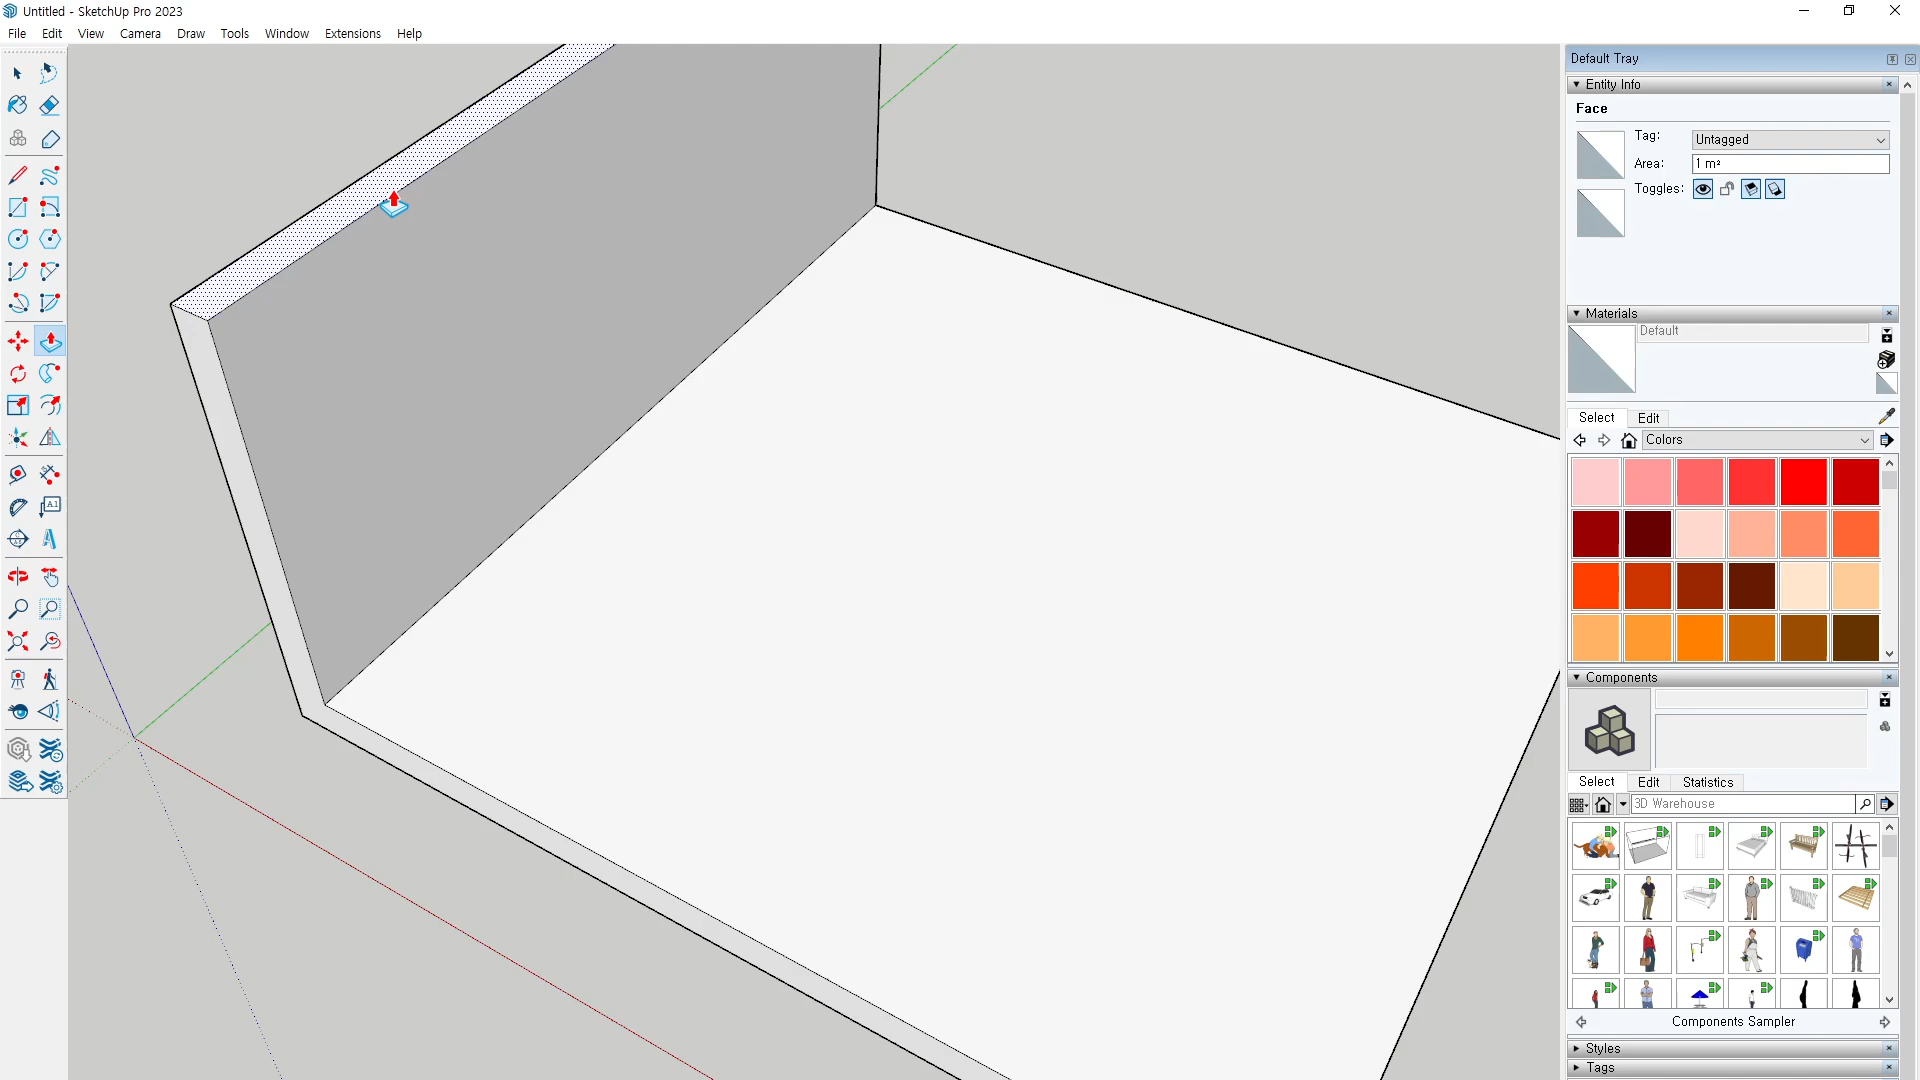 Untitled - SketchUp Pro 2023
File Edit View Camera Draw Tools Window Extensions Help
Default Tray
Entity Info
Face
Tag: Untagged
Area: 1 m²
Toggles:
Materials
Default
Select Edit
Colors
Components
Select Edit Statistics
3D Warehouse
Components Sampler
Styles
Tags